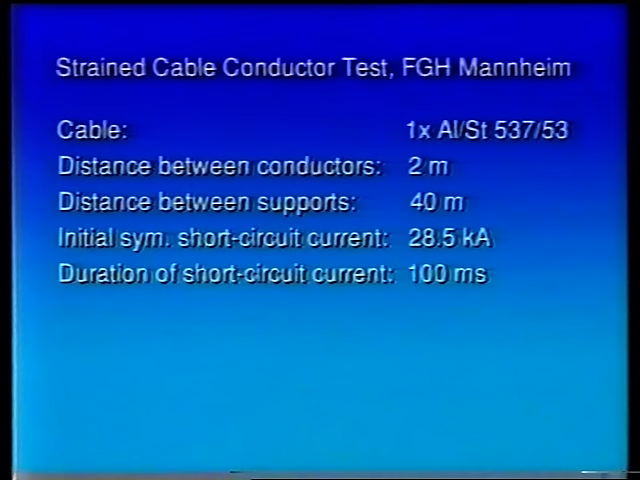 Strained Cable Conductor Test, FGH Mannheim
Cable: 1x Al/St 537/53
Distance between conductors: 2 m
Distance between supports: 40 m
Initial sym. short-circuit current: 28.5 kA
Duration of short-circuit current: 100 ms